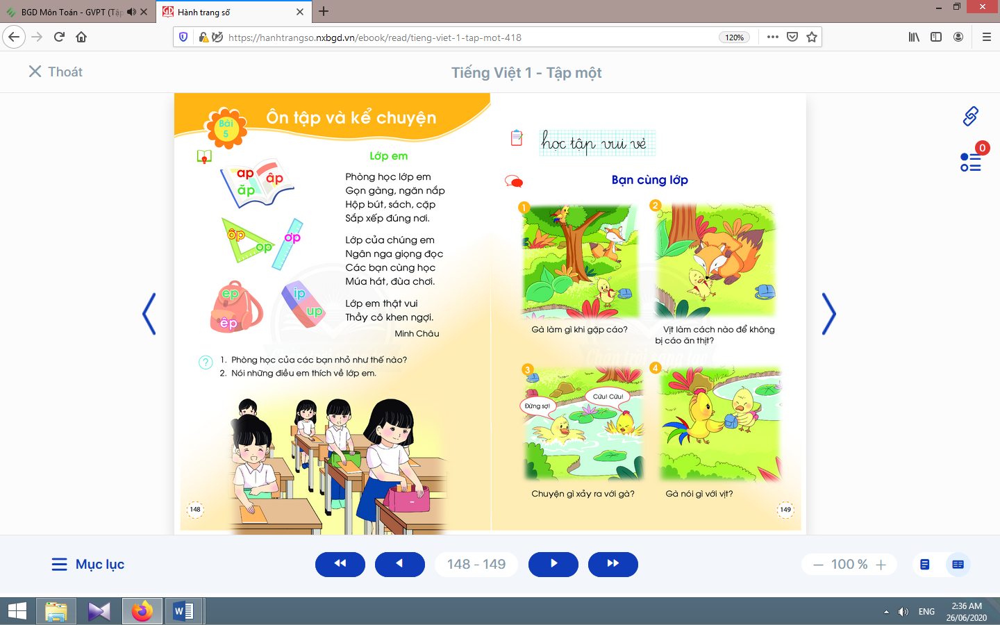 BGD Môn Toán - GVPT (Tập
Hành trang số
https://hanhtrangso.nxbgd.vn/ebook/read/tieng-viet-1-tap-mot-418
120%
Thoát
Tiếng Việt 1 - Tập một
0
Bài
5
Ôn tập và kể chuyện
ap
âp
ăp
ôp
op
ơp
ep
êp
ip
up
Lớp em
Phòng học lớp em
Gọn gàng, ngăn nắp
Hộp bút, sách, cặp
Sắp xếp đúng nơi.
Lớp của chúng em
Ngân nga giọng đọc
Các bạn cùng học
Múa hát, đùa chơi.
Lớp em thật vui
Thầy cô khen ngợi.
Minh Châu
? 1. Phòng học của các bạn nhỏ như thế nào?
2. Nói những điều em thích về lớp em.
148
học tập vui vẻ
Bạn cùng lớp
1
Gà làm gì khi gặp cáo?
2
Vịt làm cách nào để không
bị cáo ăn thịt?
3
Đừng sợ!
Cứu! Cứu!
Chuyện gì xảy ra với gà?
4
Gà nói gì với vịt?
149
Chân trời sáng tạo
Mục lục
148 - 149
100 %
ENG
2:36 AM
26/06/2020